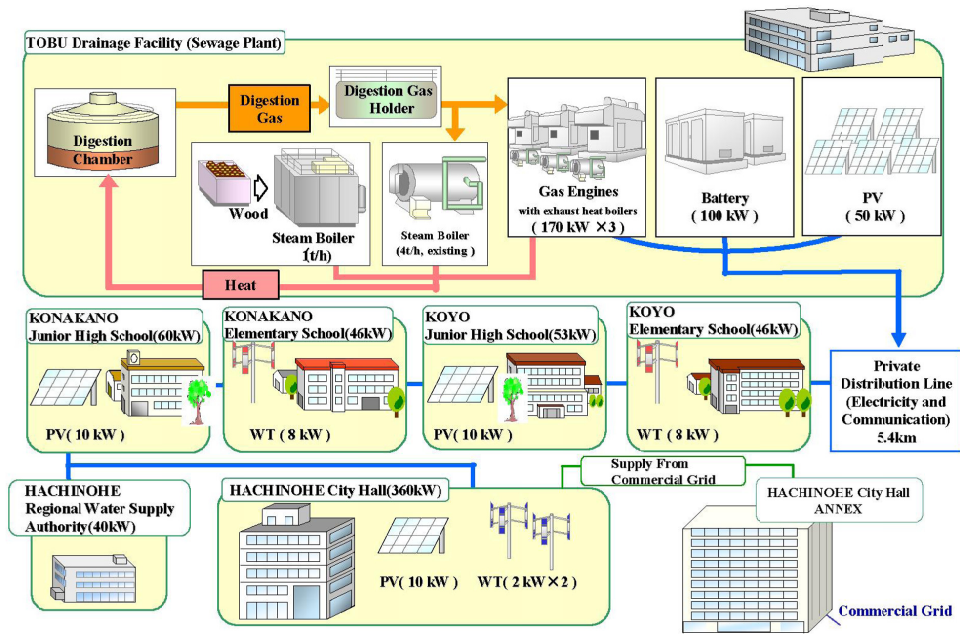 TOBU Drainage Facility (Sewage Plant)
Digestion
Chamber
Digestion
Gas
Digestion Gas
Holder
Wood
Steam Boiler
1(t/h)
Steam Boiler
(4t/h, existing )
Gas Engines
with exhaust heat boilers
( 170 kW ×3 )
Battery
( 100 kW )
PV
( 50 kW )
Heat
KONAKANO
Junior High School(60kW)
PV( 10 kW )
KONAKANO
Elementary School(46kW)
WT ( 8 kW )
KOYO
Junior High School(53kW)
PV( 10 kW )
KOYO
Elementary School(46kW)
WT ( 8 kW )
Private
Distribution Line
(Electricity and
Communication)
5.4km
HACHINOHE
Regional Water Supply
Authority(40kW)
HACHINOHE City Hall(360kW)
PV( 10 kW )
WT( 2 kW×2 )
Supply From
Commercial Grid
HACHINOEE City Hall
ANNEX
Commercial Grid